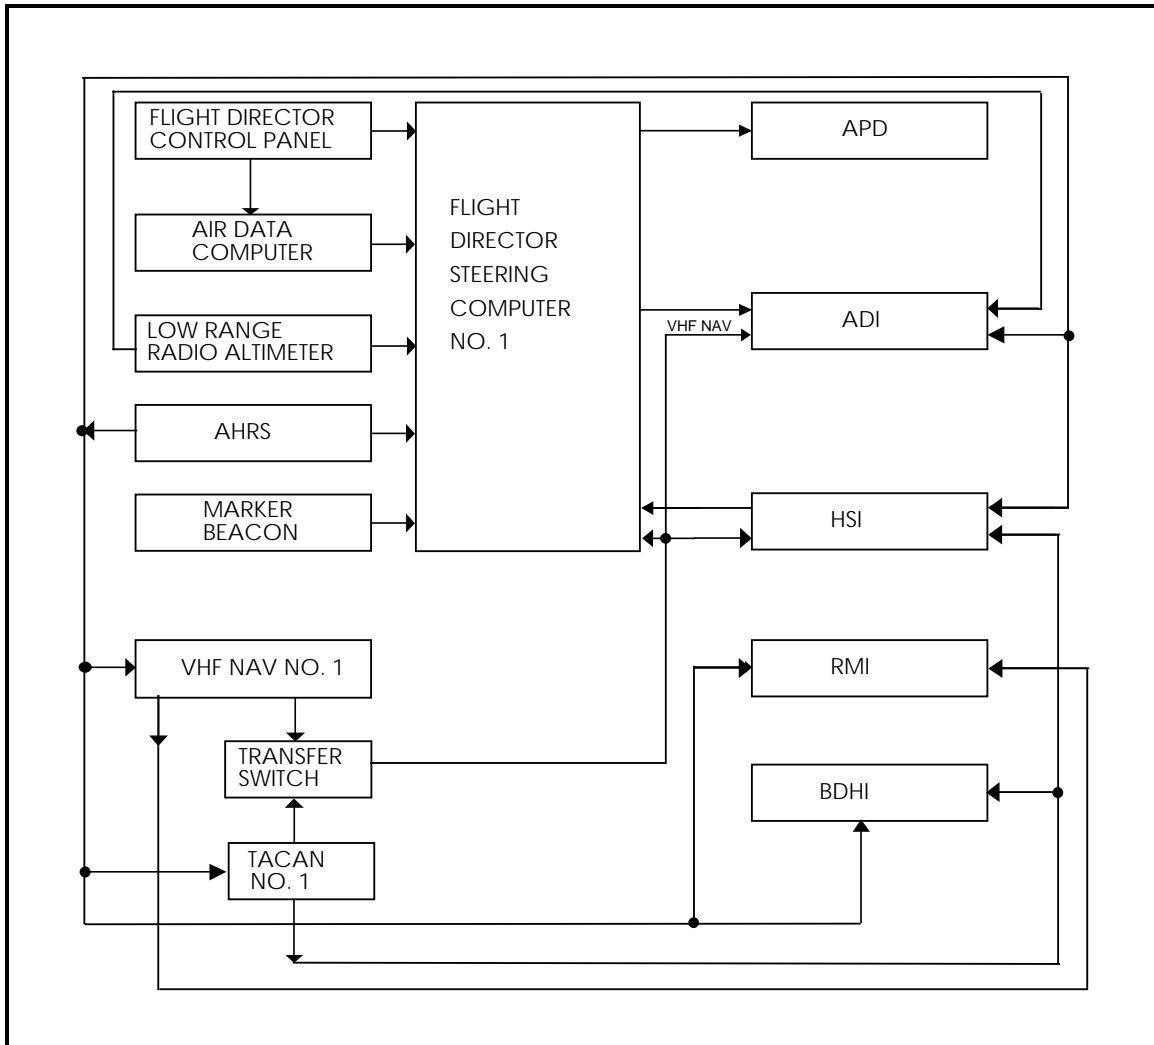 FLIGHT DIRECTOR
CONTROL PANEL
AIR DATA
COMPUTER
LOW RANGE
RADIO ALTIMETER
AHRS
MARKER
BEACON
FLIGHT
DIRECTOR
STEERING
COMPUTER
NO. 1
APD
VHF NAV
ADI
HSI
VHF NAV NO. 1
RMI
TRANSFER
SWITCH
BDHI
TACAN
NO. 1